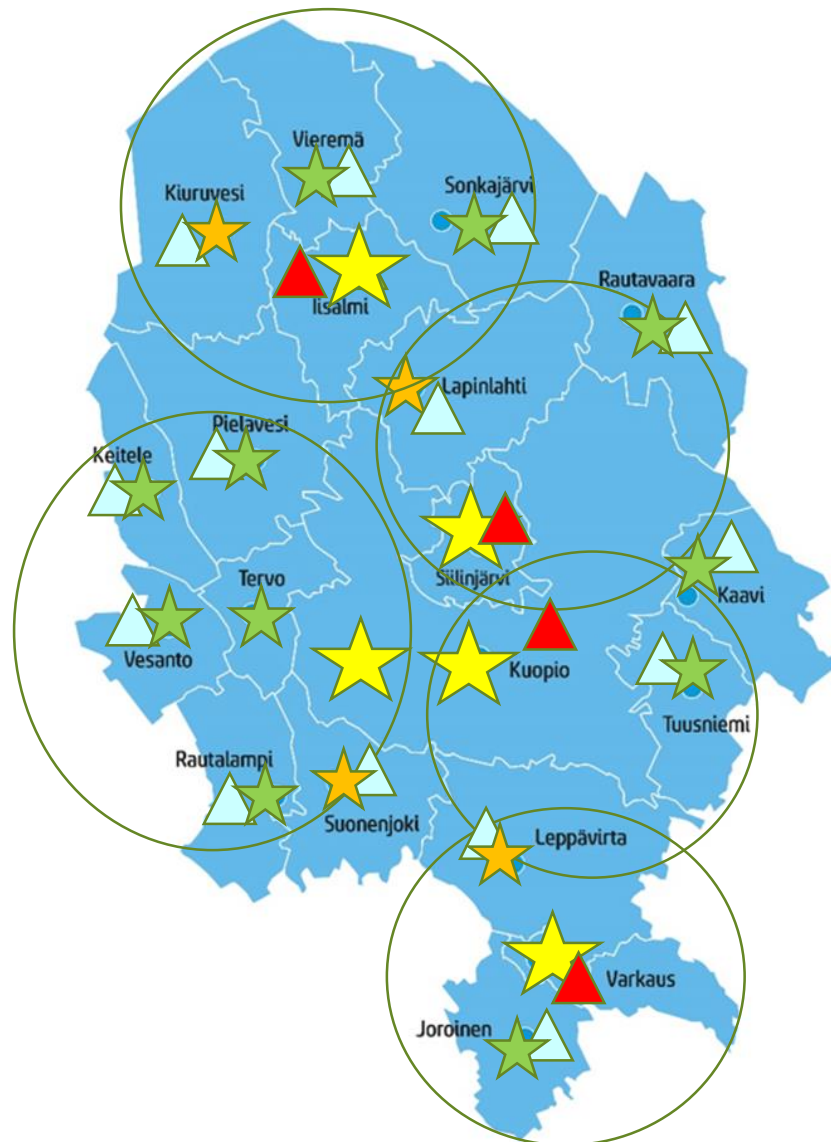 Vieremä
Kiuruvesi
Sonkajärvi
Iisalmi
Rautavaara
Lapinlahti
Pielavesi
Keitele
Siilinjärvi
Tervo
Kaavi
Vesanto
Kuopio
Tuusniemi
Rautalampi
Suonenjoki
Leppävirta
Varkaus
Joroinen